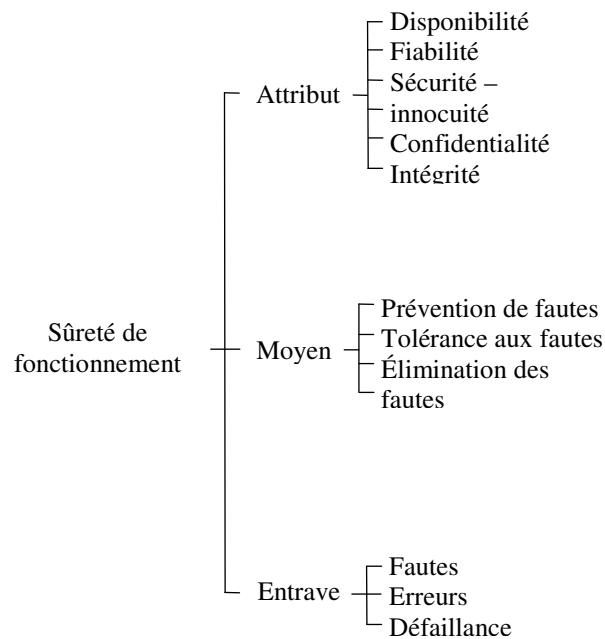 Sûreté de
fonctionnement
Attribut
Disponibilité
Fiabilité
Sécurité –
innocuité
Confidentialité
Intégrité
Moyen
Prévention de fautes
Tolérance aux fautes
Élimination des
fautes
Entrave
Fautes
Erreurs
Défaillance